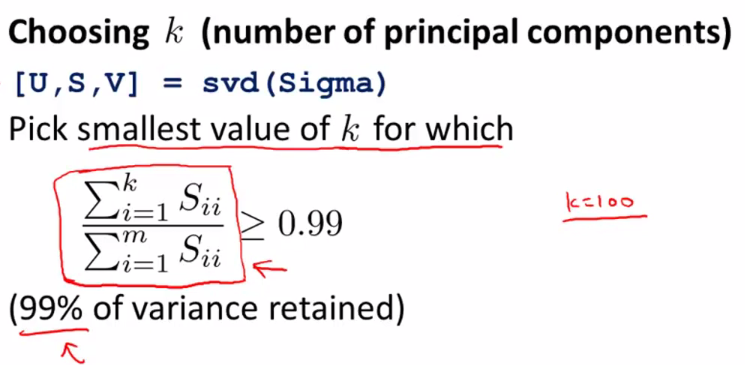 Choosing k (number of principal components)
[U,S,V] = svd(Sigma)
Pick smallest value of k for which
\frac{\sum_{i=1}^{k} S_{ii}}{\sum_{i=1}^{m} S_{ii}} ≥ 0.99
k=100
(99% of variance retained)